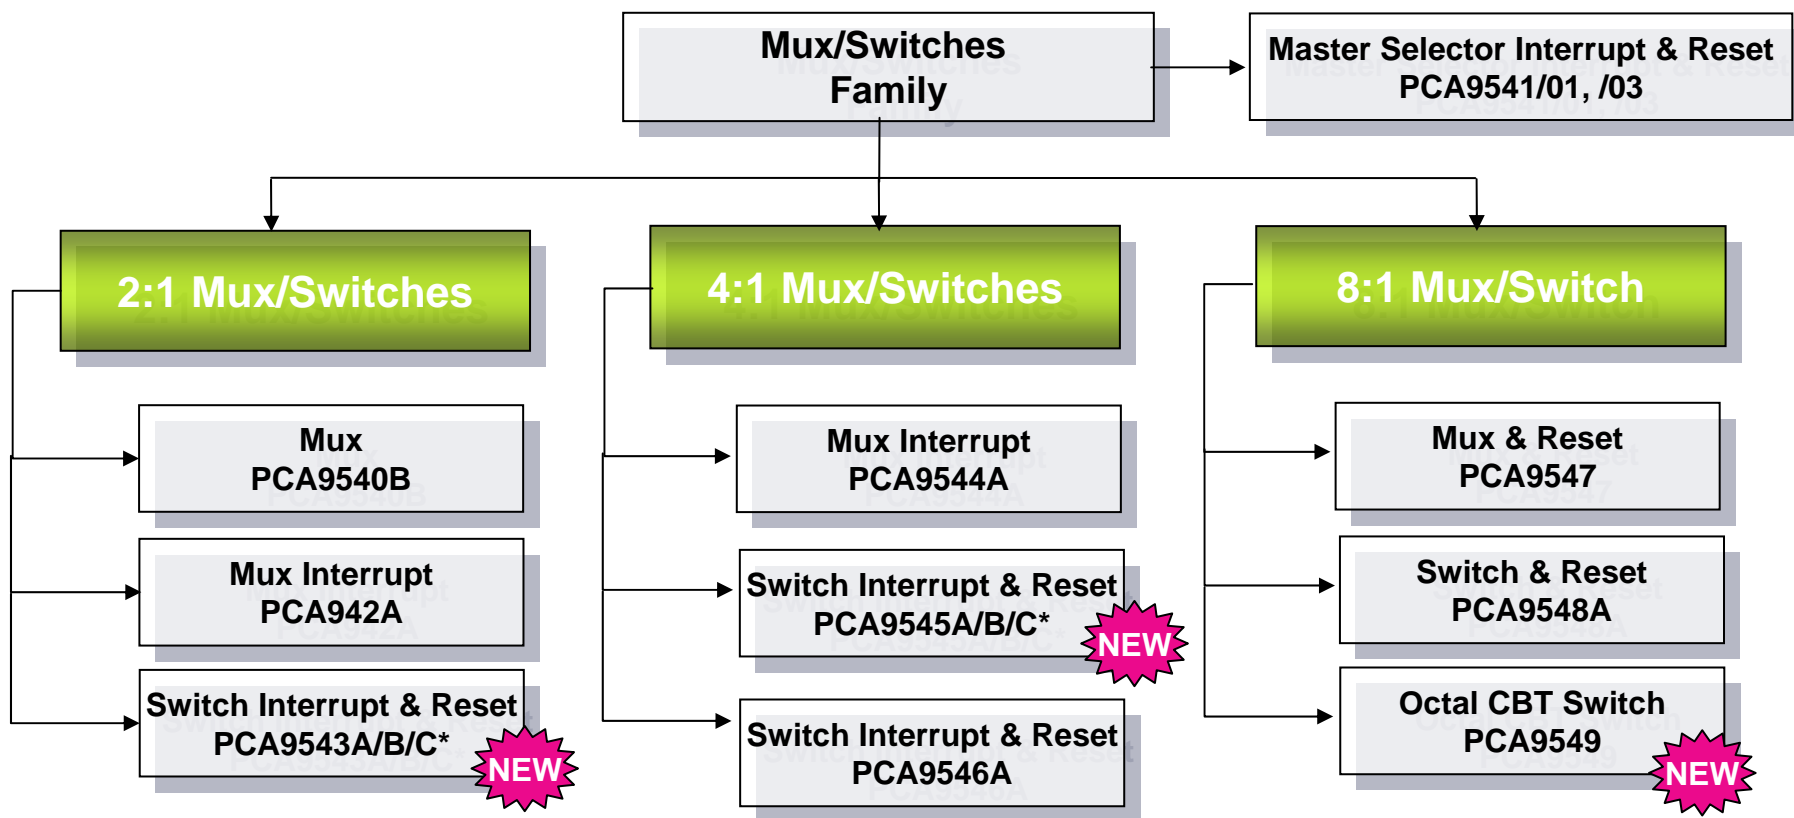 Mux/Switches
Family
Master Selector Interrupt & Reset
PCA9541/01, /03
2:1 Mux/Switches
4:1 Mux/Switches
8:1 Mux/Switch
Mux
PCA9540B
Mux Interrupt
PCA942A
Switch Interrupt & Reset
PCA9543A/B/C*
NEW
Mux Interrupt
PCA9544A
Switch Interrupt & Reset
PCA9545A/B/C*
NEW
Switch Interrupt & Reset
PCA9546A
Mux & Reset
PCA9547
Switch & Reset
PCA9548A
Octal CBT Switch
PCA9549
NEW